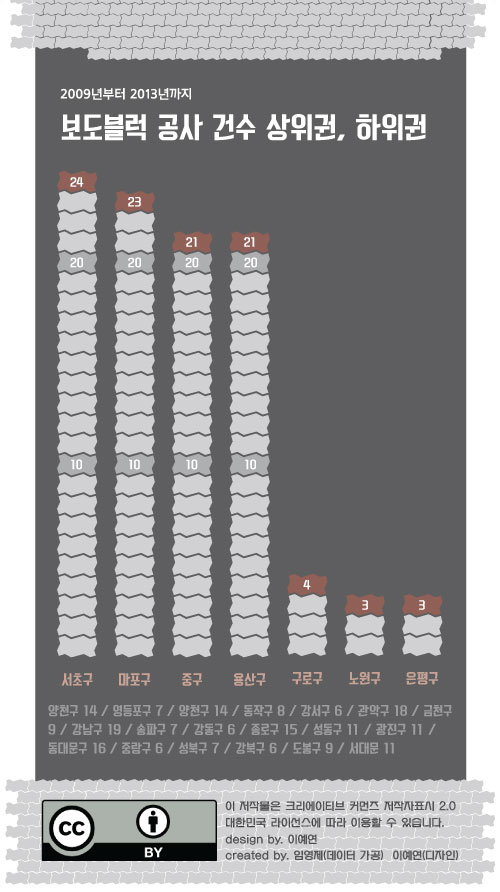 2009년부터 2013년까지
보도블럭 공사 건수 상위권, 하위권
24
23
21
21
20
20
20
20
10
10
10
10
4
3
3
서초구
마포구
중구
용산구
구로구
노원구
은평구
양천구 14 / 영등포구 7 / 양천구 14 / 동작구 8 / 강서구 6 / 관악구 18 / 금천구
9 / 강남구 19 / 송파구 7 / 강동구 6 / 종로구 15 / 성동구 11 / 광진구 11 /
동대문구 16 / 중랑구 6 / 성북구 7 / 강북구 6 / 도봉구 9 / 서대문 11
cc
BY
이 저작물은 크리에이티브 커먼즈 저작자표시 2.0
대한민국 라이선스에 따라 이용할 수 있습니다.
design by. 이예연
created by. 임영재(데이터 가공) 이예연(디자인)